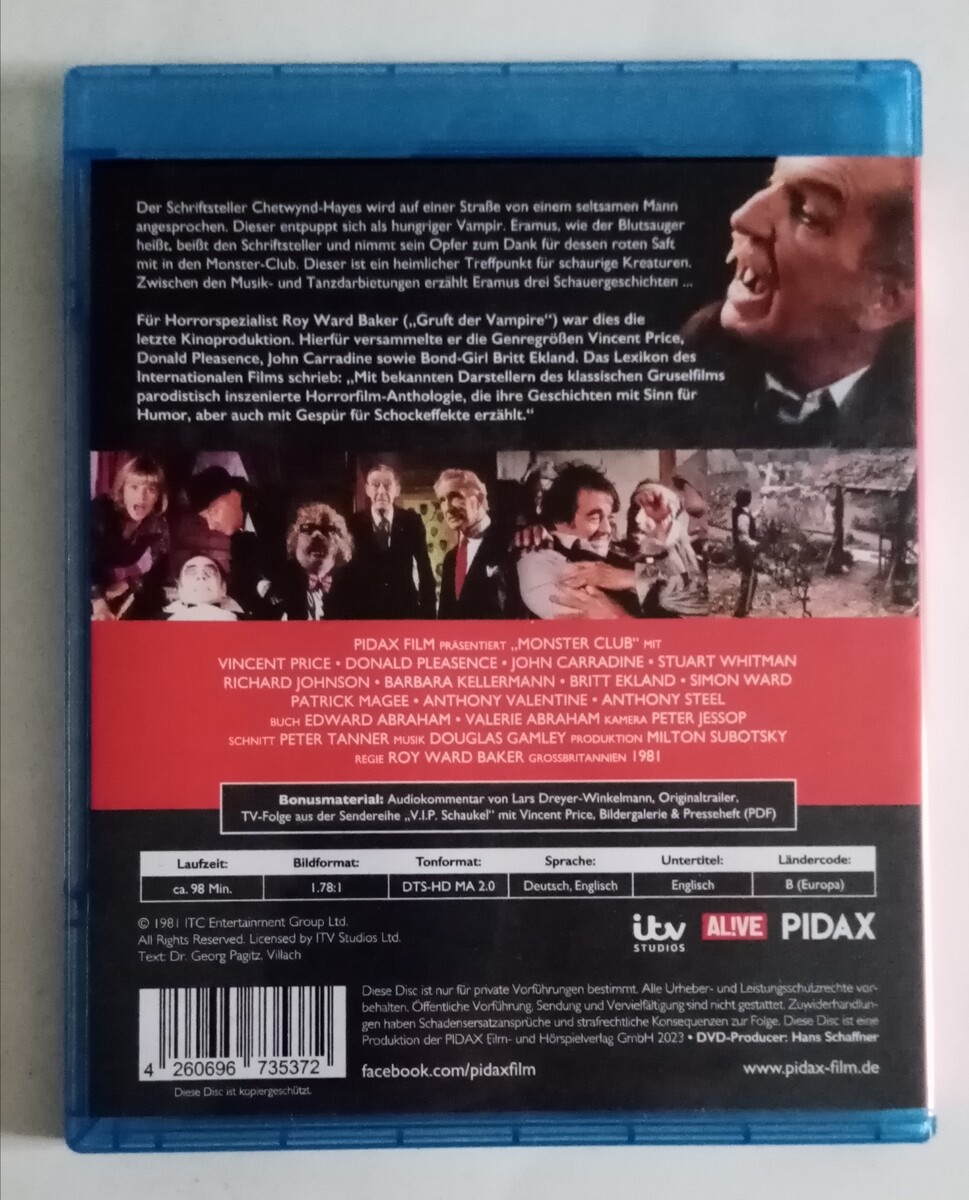 Der Schriftsteller Chetwynd-Hayes wird auf einer Straße von einem seltsamen Mann
angesprochen. Dieser entpuppt sich als hungriger Vampir. Eramus, wie der Blutsauger
heißt, beißt den Schriftsteller und nimmt sein Opfer zum Dank für dessen roten Saft
mit in den Monster-Club. Dieser ist ein heimlicher Treffpunkt für schaurige Kreaturen.
Zwischen den Musik- und Tanzdarbietungen erzählt Eramus drei Schauergeschichten ...
Für Horrorspezialist Roy Ward Baker („Gruft der Vampire“) war dies die
letzte Kinoproduktion. Hierfür versammelte er die Genregrößen Vincent Price,
Donald Pleasence, John Carradine sowie Bond-Girl Britt Ekland. Das Lexikon des
Internationalen Films schrieb: „Mit bekannten Darstellern des klassischen Gruselfilms
parodistisch inszenierte Horrorfilm-Anthologie, die ihre Geschichten mit Sinn für
Humor, aber auch mit Gespür für Schockeffekte erzählt.“
PIDAX FILM PRÄSENTIERT „MONSTER CLUB“ MIT
VINCENT PRICE • DONALD PLEASENCE • JOHN CARRADINE • STUART WHITMAN
RICHARD JOHNSON • BARBARA KELLERMANN • BRITT EKLAND • SIMON WARD
PATRICK MAGEE • ANTHONY VALENTINE • ANTHONY STEEL
BUCH EDWARD ABRAHAM • VALERIE ABRAHAM KAMERA PETER JESSOP
SCHNITT PETER TANNER MUSIK DOUGLAS GAMLEY PRODUKTION MILTON SUBOTSKY
REGIE ROY WARD BAKER GROSSBRITANNIEN 1981
Bonusmaterial: Audiokommentar von Lars Dreyer-Winkelmann, Originaltrailer,
TV-Folge aus der Sendereihe „V.I.P. Schaukel“ mit Vincent Price, Bildergalerie & Presseheft (PDF)
Laufzeit: Bildformat: Tonformat: Sprache: Untertitel: Ländercode:
ca. 98 Min. 1.78:1 DTS-HD MA 2.0 Deutsch, Englisch Englisch B (Europa)
© 1981 ITC Entertainment Group Ltd.
All Rights Reserved. Licensed by ITV Studios Ltd.
Text: Dr. Georg Pagitz, Villach
itv STUDIOS AL!VE PIDAX
Diese Disc ist nur für private Vorführungen bestimmt. Alle Urheber- und Leistungsschutzrechte vor-
behalten. Öffentliche Vorführung, Sendung und Vervielfältigung sind nicht gestattet. Zuwiderhandlun-
gen haben Schadensersatzansprüche und strafrechtliche Konsequenzen zur Folge. Diese Disc ist eine
Produktion der PIDAX Film- und Hörspielverlag GmbH 2023 • DVD-Producer: Hans Schaffner
4 260696 735372
facebook.com/pidaxfilm www.pidax-film.de
Diese Disc ist kopiergeschützt.